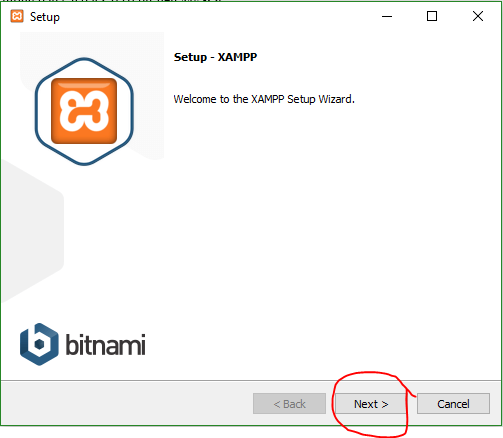 Setup
Setup - XAMPP
Welcome to the XAMPP Setup Wizard.
bitnami
< Back
Next >
Cancel